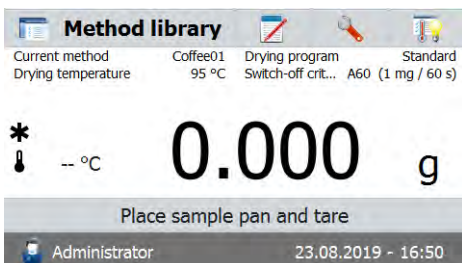 Method library
Current method Coffee01 Drying program Standard
Drying temperature 95 °C Switch-off crit... A60 (1 mg / 60 s)
* -- °C 0.000 g
Place sample pan and tare
Administrator 23.08.2019 - 16:50